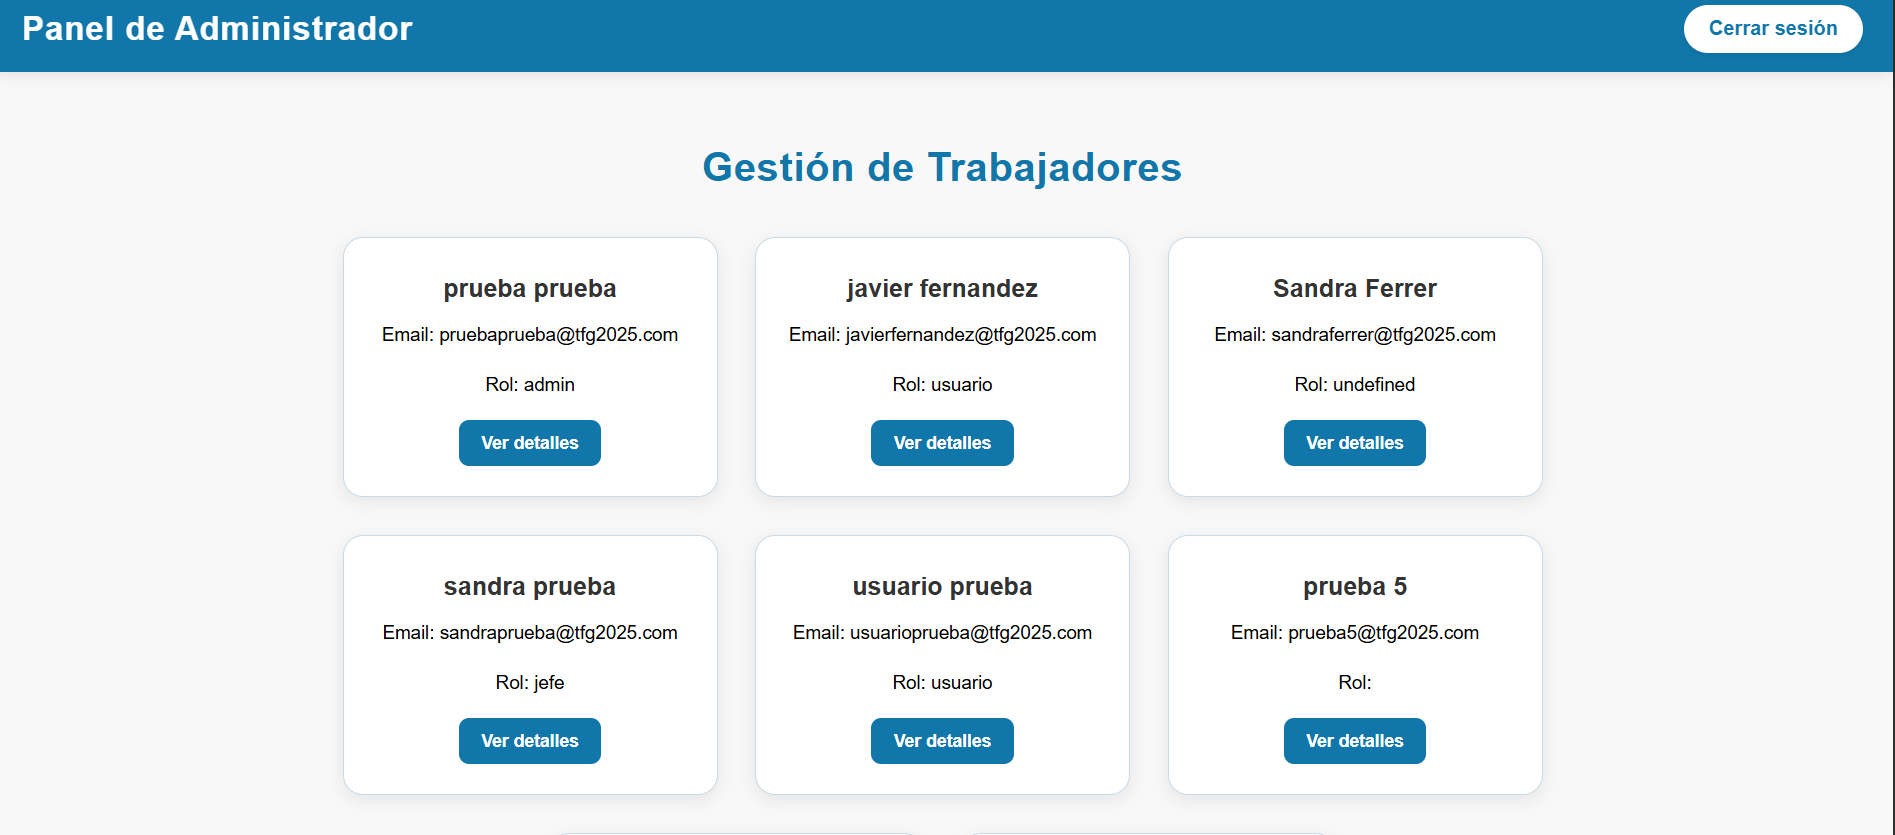 Panel de Administrador
Cerrar sesión
Gestión de Trabajadores
prueba prueba
Email: pruebaprueba@tfg2025.com
Rol: admin
Ver detalles
javier fernandez
Email: javierfernandez@tfg2025.com
Rol: usuario
Ver detalles
Sandra Ferrer
Email: sandraferrer@tfg2025.com
Rol: undefined
Ver detalles
sandra prueba
Email: sandraprueba@tfg2025.com
Rol: jefe
Ver detalles
usuario prueba
Email: usuarioprueba@tfg2025.com
Rol: usuario
Ver detalles
prueba 5
Email: prueba5@tfg2025.com
Rol:
Ver detalles